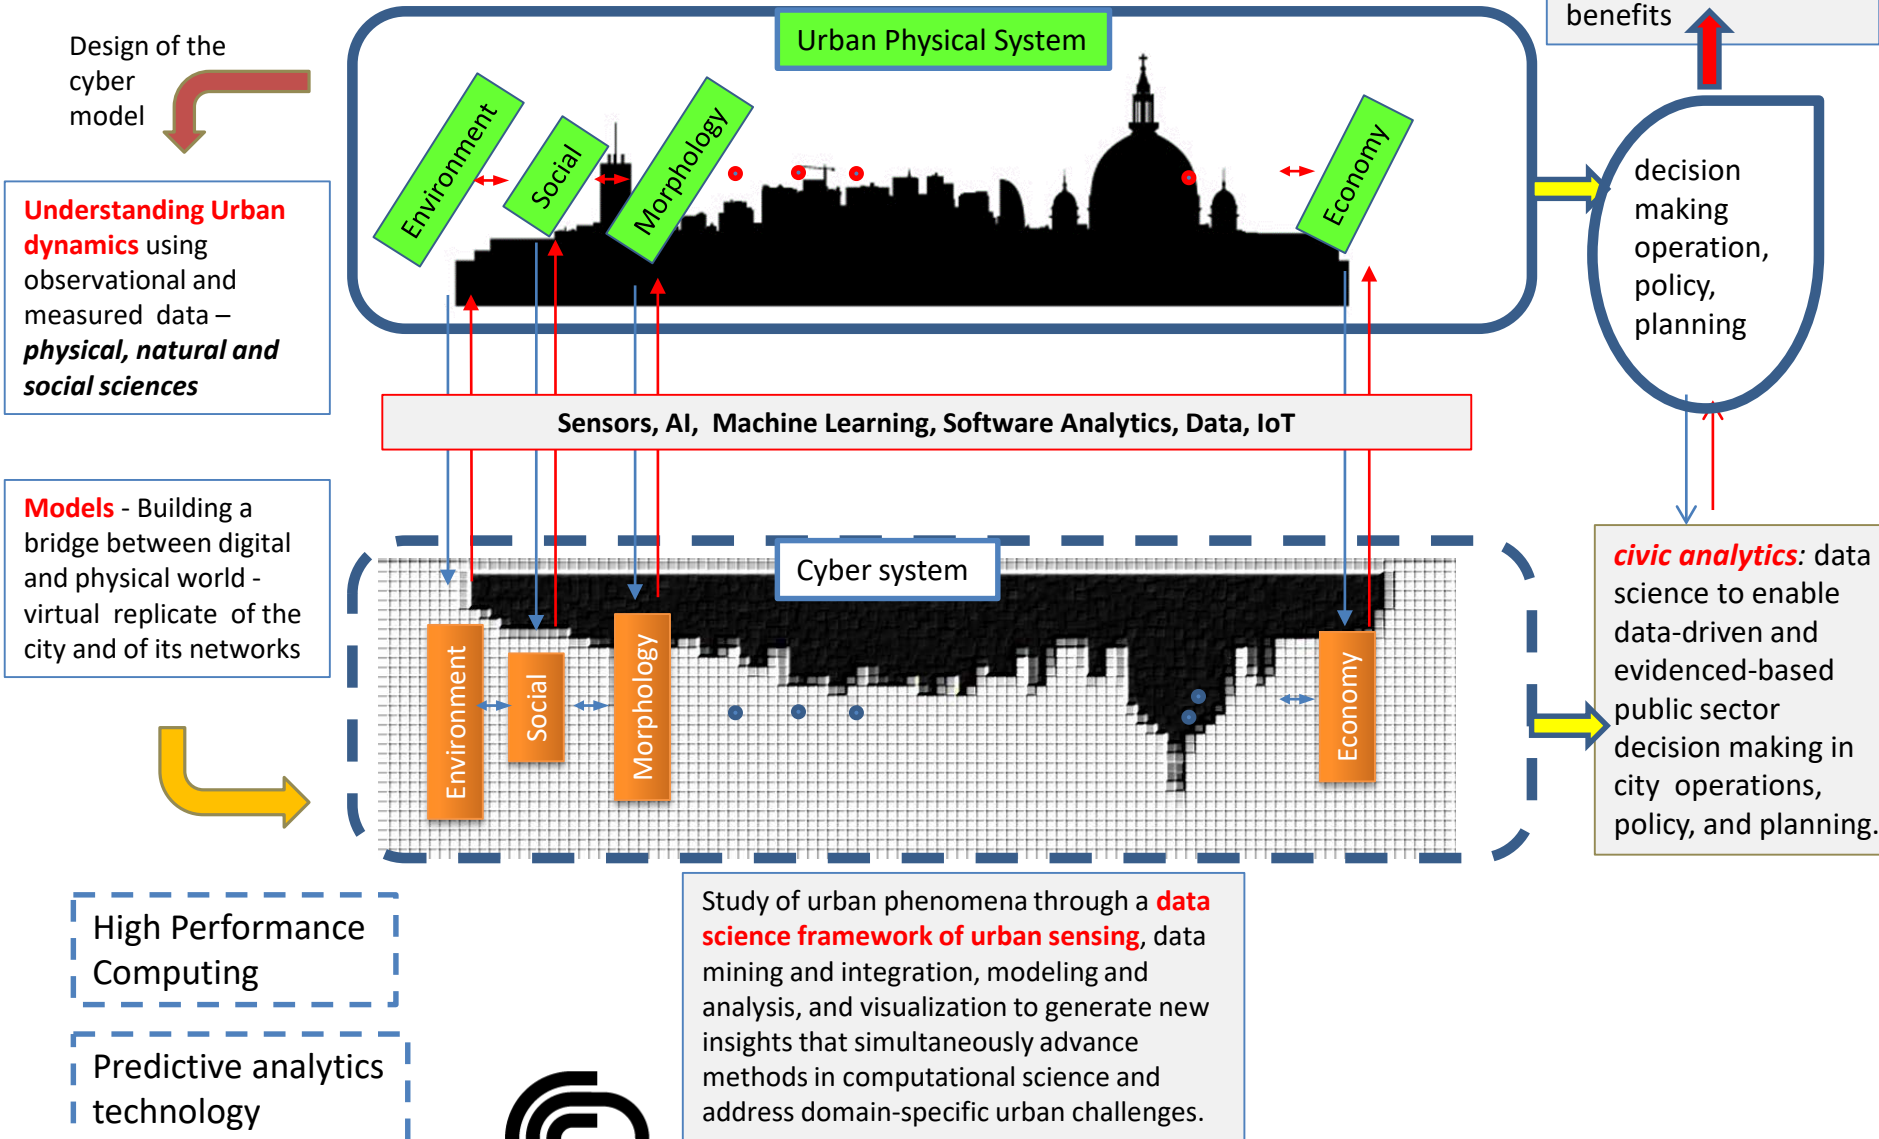 benefits
Urban Physical System
Design of the
cyber
model
Environment
Social
Morphology
Economy
decision
making
operation,
policy,
planning
Understanding Urban
dynamics using
observational and
measured data –
physical, natural and
social sciences
Sensors, AI, Machine Learning, Software Analytics, Data, IoT
Models - Building a
bridge between digital
and physical world -
virtual replicate of the
city and of its networks
Cyber system
Environment
Social
Morphology
Economy
civic analytics: data
science to enable
data-driven and
evidenced-based
public sector
decision making in
city operations,
policy, and planning.
High Performance
Computing
Predictive analytics
technology
Study of urban phenomena through a data
science framework of urban sensing, data
mining and integration, modeling and
analysis, and visualization to generate new
insights that simultaneously advance
methods in computational science and
address domain-specific urban challenges.